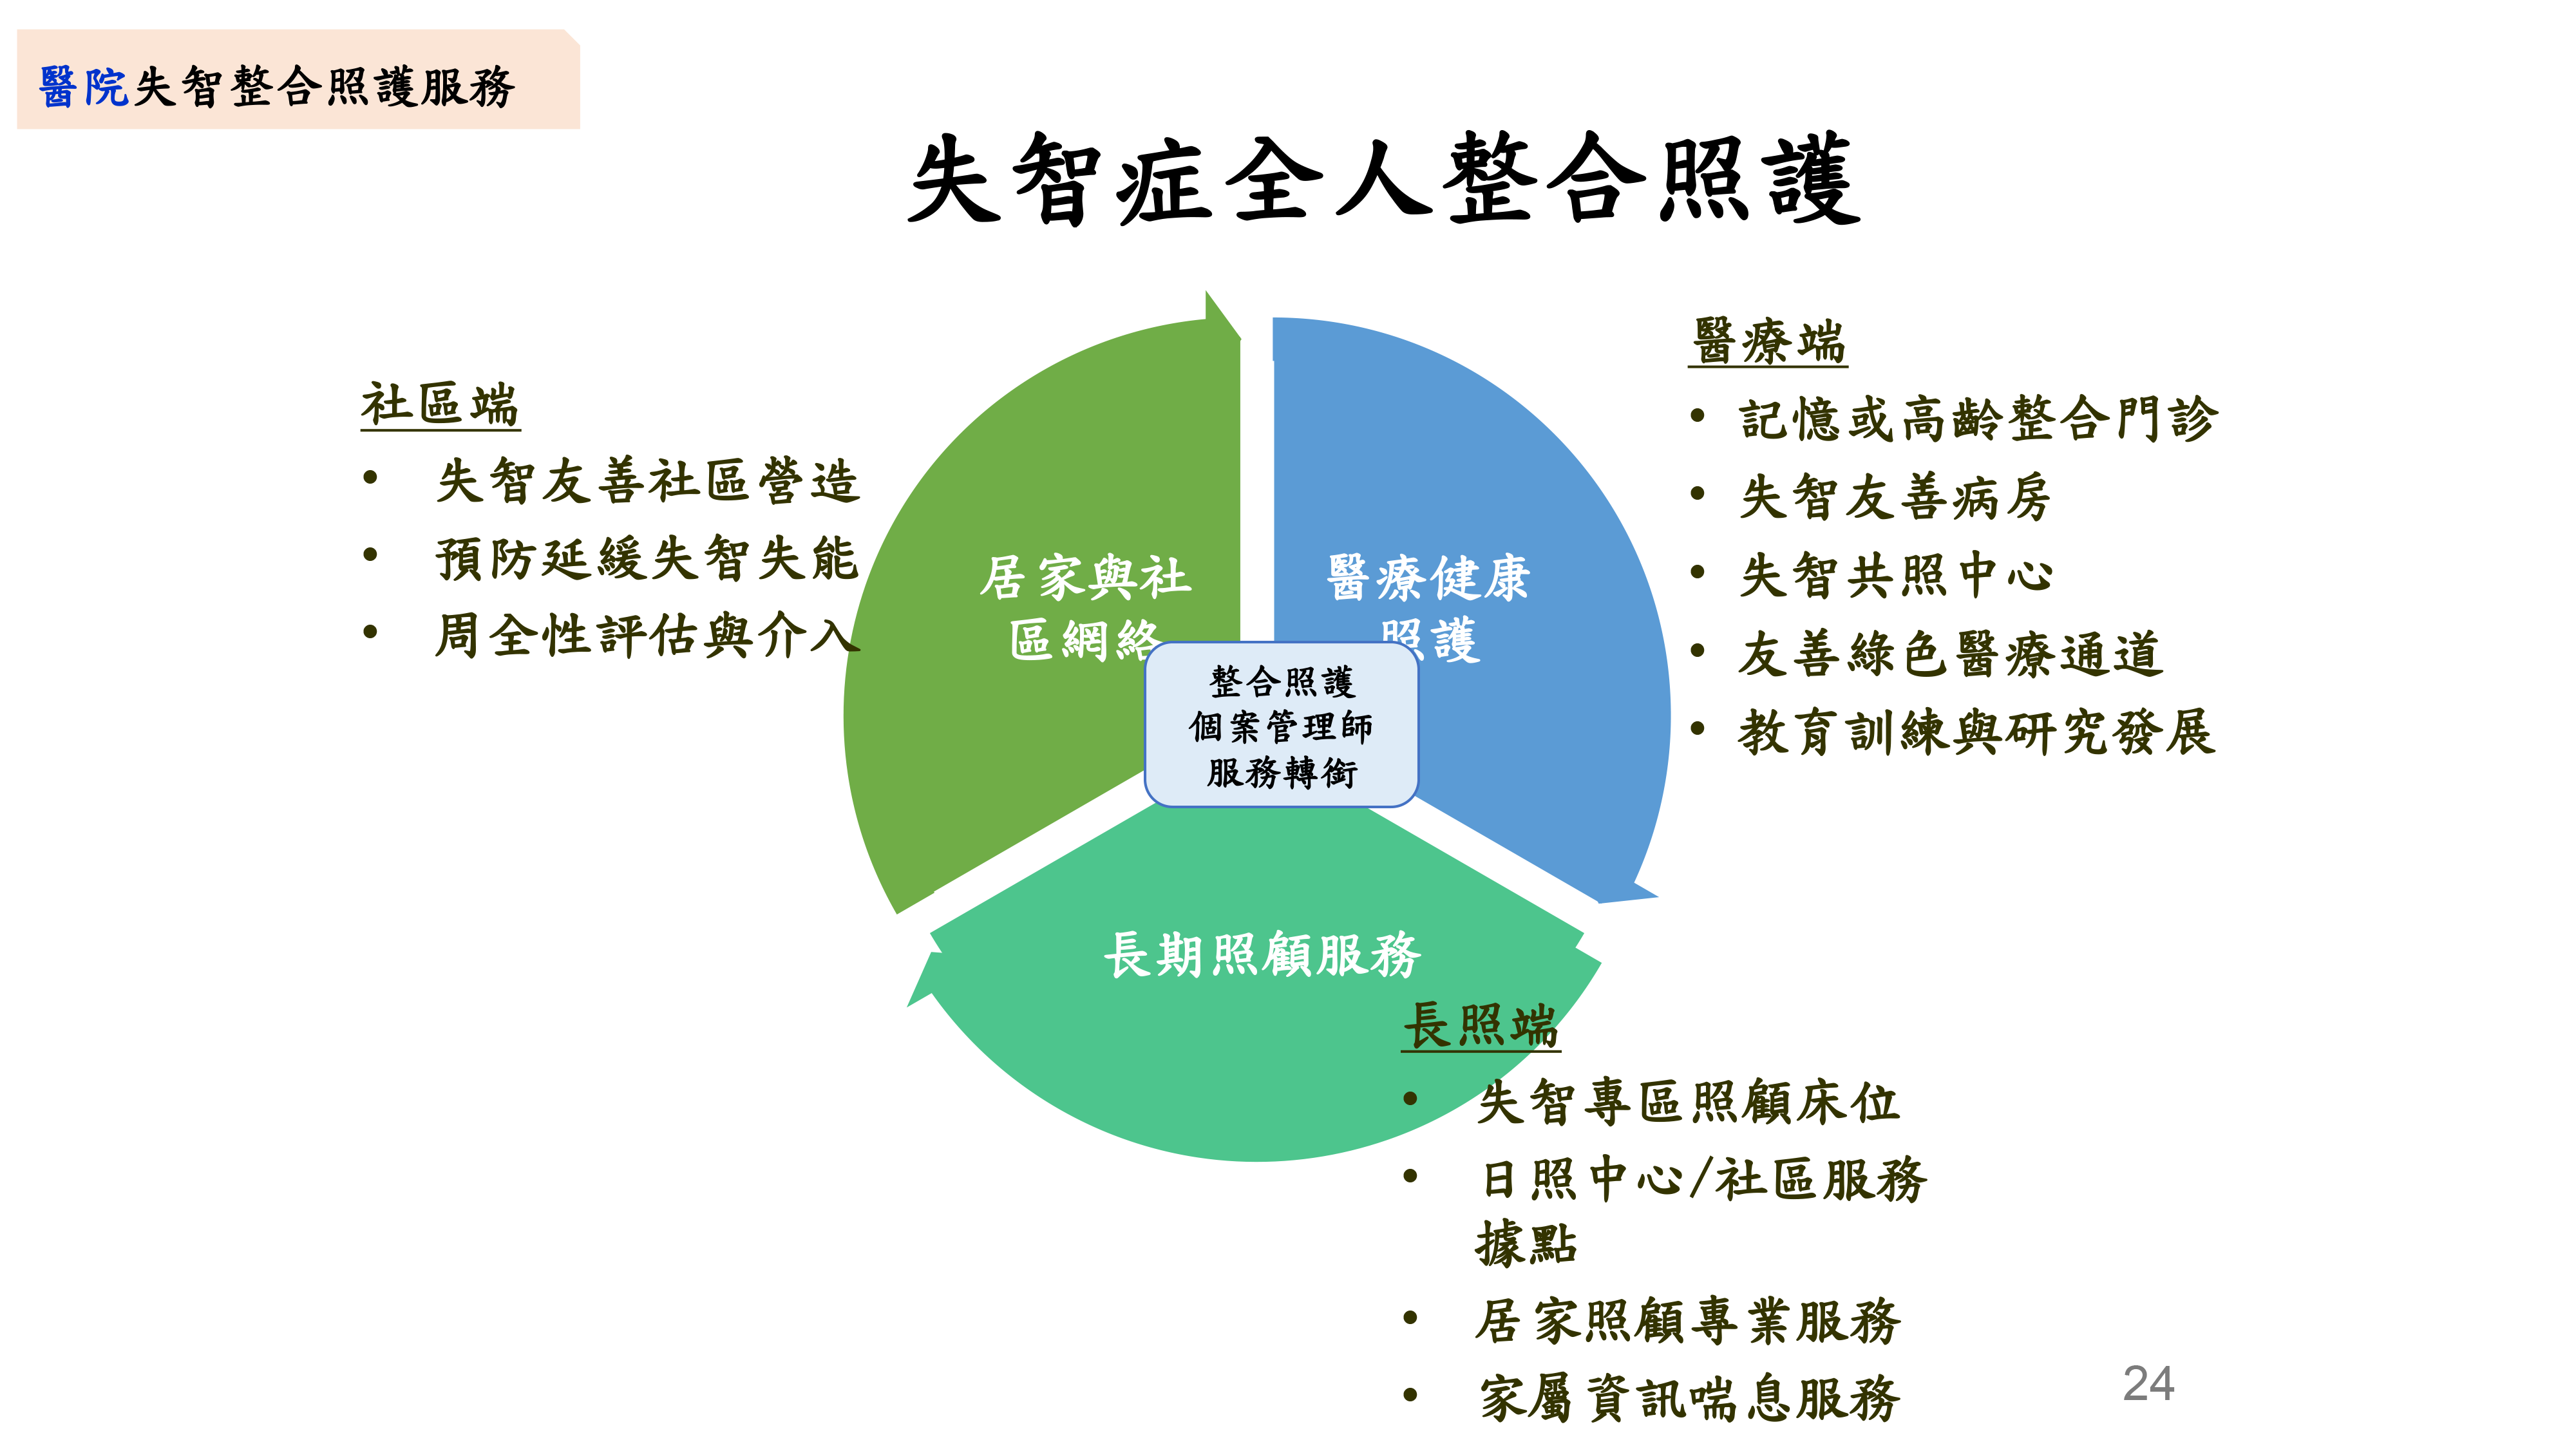 醫院失智整合照護服務
失智症全人整合照護
社區端
• 失智友善社區營造
• 預防延緩失智失能
• 周全性評估與介入
居家與社
區網絡
醫療健康
照護
整合照護
個案管理師
服務轉銜
長期照顧服務
醫療端
• 記憶或高齡整合門診
• 失智友善病房
• 失智共照中心
• 友善綠色醫療通道
• 教育訓練與研究發展
長照端
• 失智專區照顧床位
• 日照中心/社區服務
據點
• 居家照顧專業服務
• 家屬資訊喘息服務
24